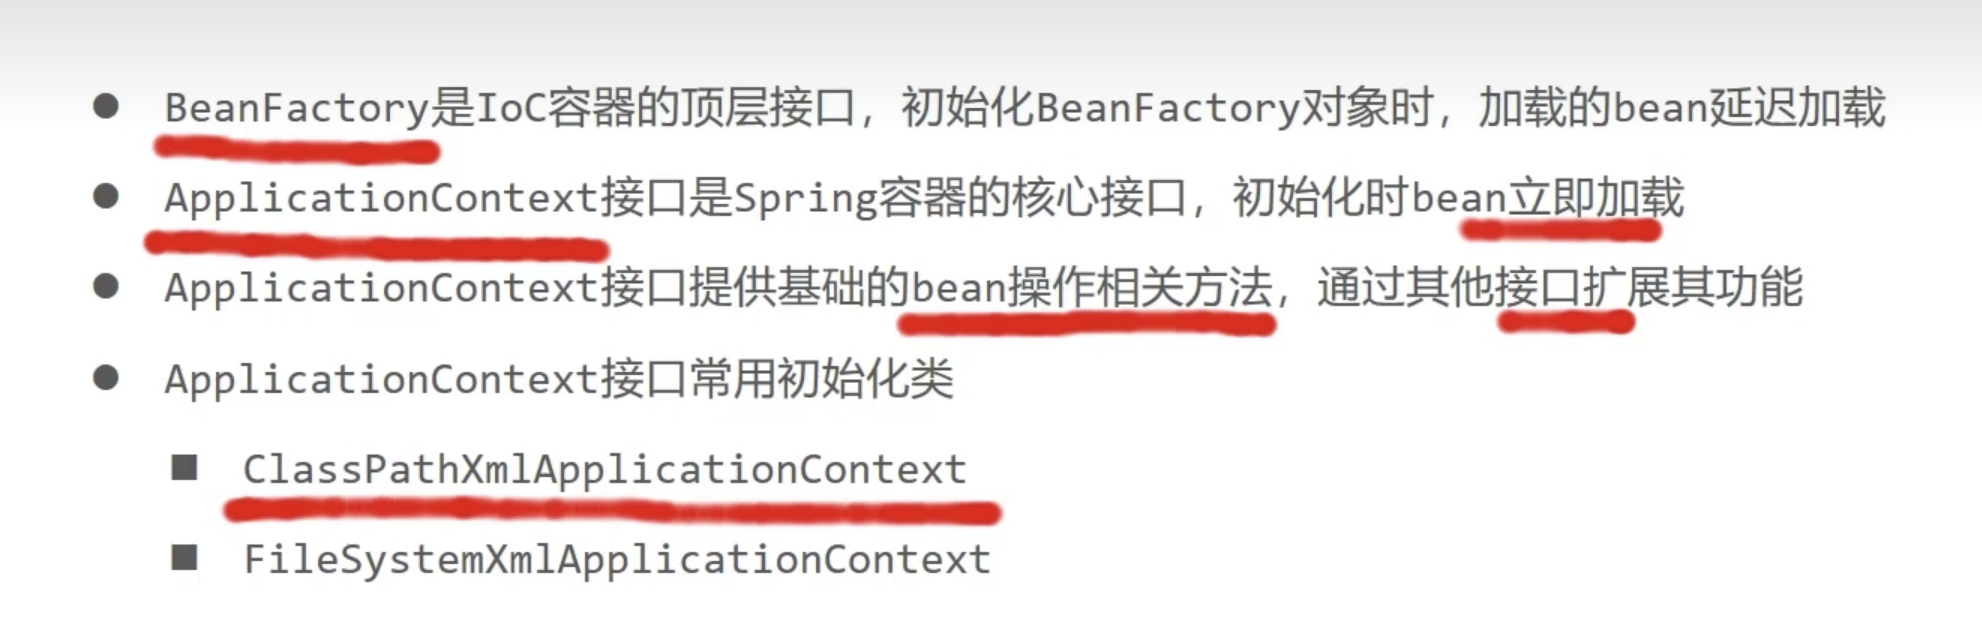 ● BeanFactory是IoC容器的顶层接口，初始化BeanFactory对象时，加载的bean延迟加载
● ApplicationContext接口是Spring容器的核心接口，初始化时bean立即加载
● ApplicationContext接口提供基础的bean操作相关方法，通过其他接口扩展其功能
● ApplicationContext接口常用初始化类
■ ClassPathXmlApplicationContext
■ FileSystemXmlApplicationContext